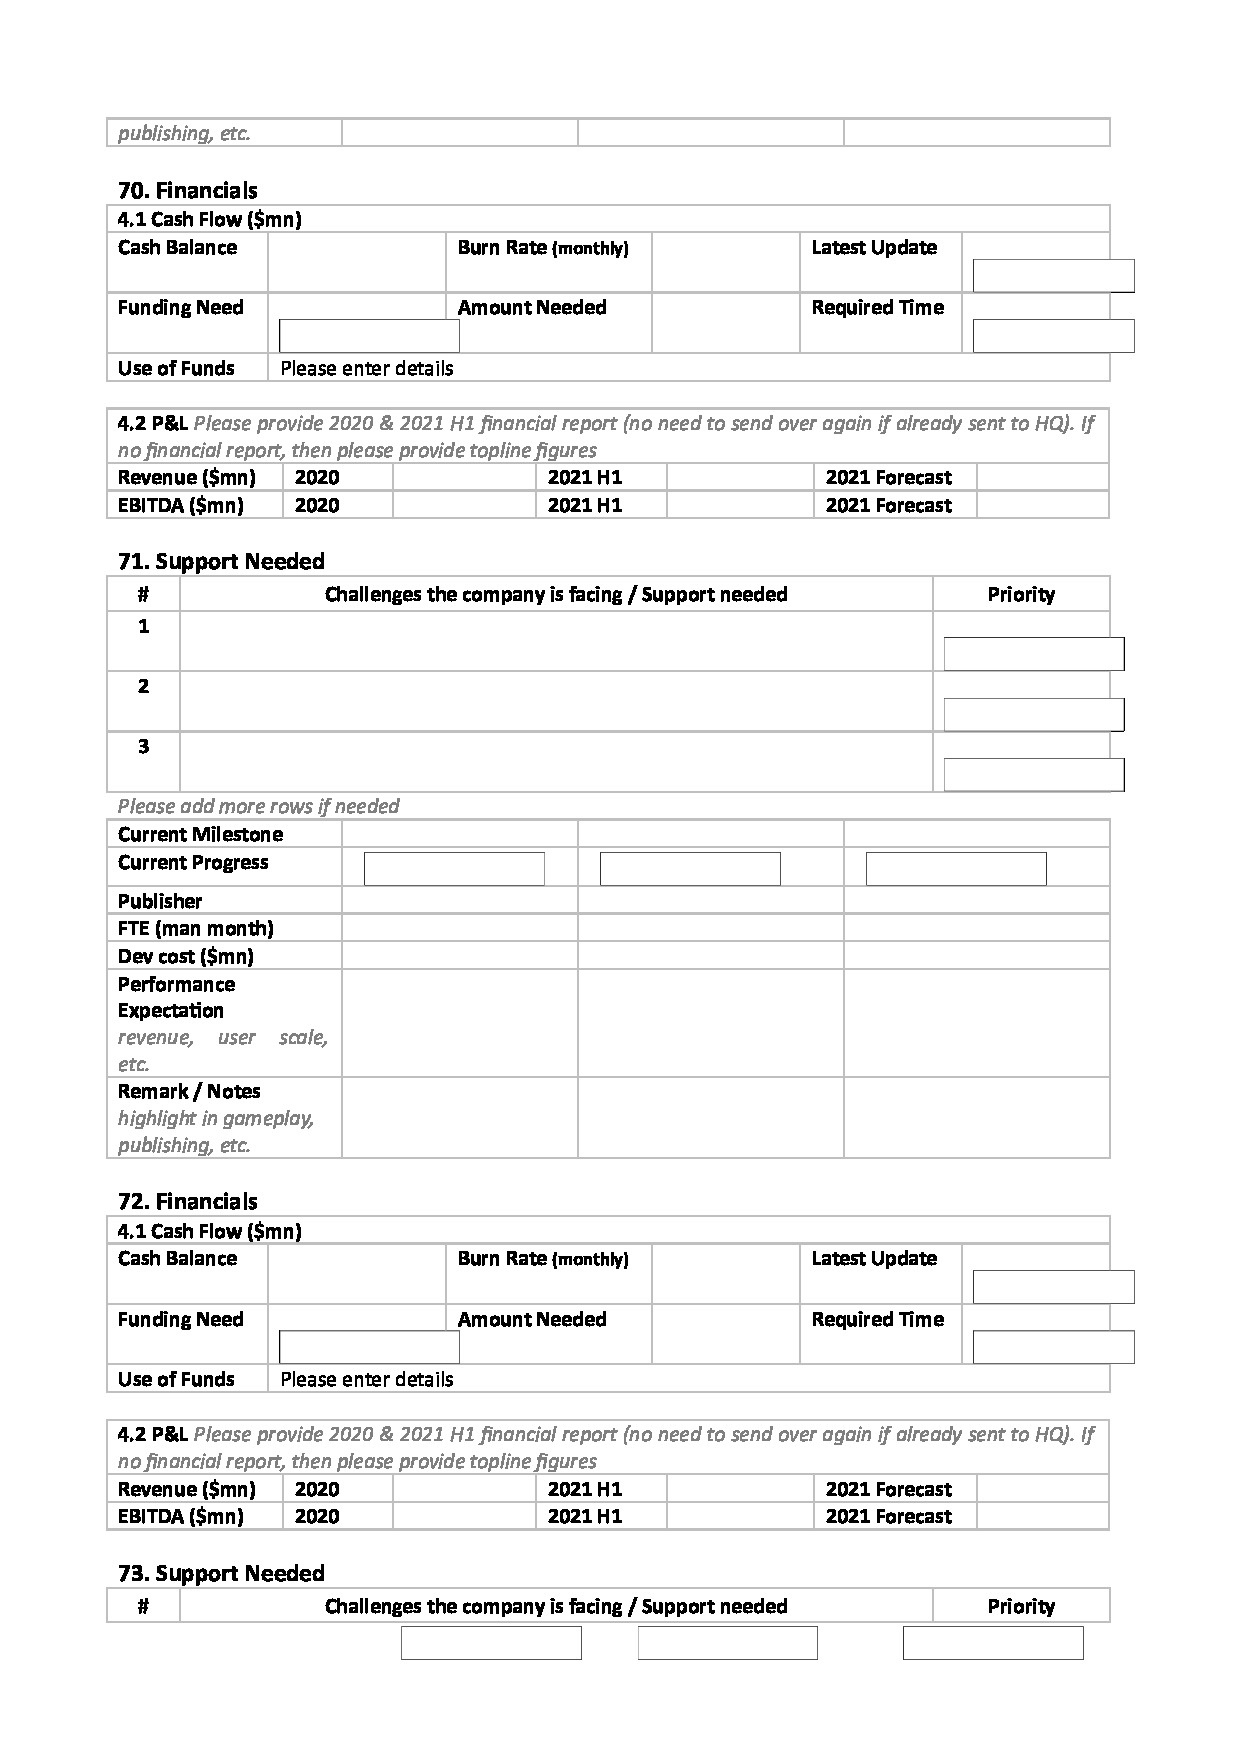 publishing, etc.
70. Financials
4.1 Cash Flow ($mn)
Cash Balance Burn Rate (monthly) Latest Update
Funding Need Amount Needed Required Time
Use of Funds Please enter details
4.2 P&L Please provide 2020 & 2021 H1 financial report (no need to send over again if already sent to HQ). If
no financial report, then please provide topline figures
Revenue ($mn) 2020 2021 H1 2021 Forecast
EBITDA ($mn) 2020 2021 H1 2021 Forecast
71. Support Needed
# Challenges the company is facing / Support needed Priority
1
2
3
Please add more rows if needed
Current Milestone
Current Progress
Publisher
FTE (man month)
Dev cost ($mn)
Performance
Expectation
revenue, user scale,
etc.
Remark / Notes
highlight in gameplay,
publishing, etc.
72. Financials
4.1 Cash Flow ($mn)
Cash Balance Burn Rate (monthly) Latest Update
Funding Need Amount Needed Required Time
Use of Funds Please enter details
4.2 P&L Please provide 2020 & 2021 H1 financial report (no need to send over again if already sent to HQ). If
no financial report, then please provide topline figures
Revenue ($mn) 2020 2021 H1 2021 Forecast
EBITDA ($mn) 2020 2021 H1 2021 Forecast
73. Support Needed
# Challenges the company is facing / Support needed Priority